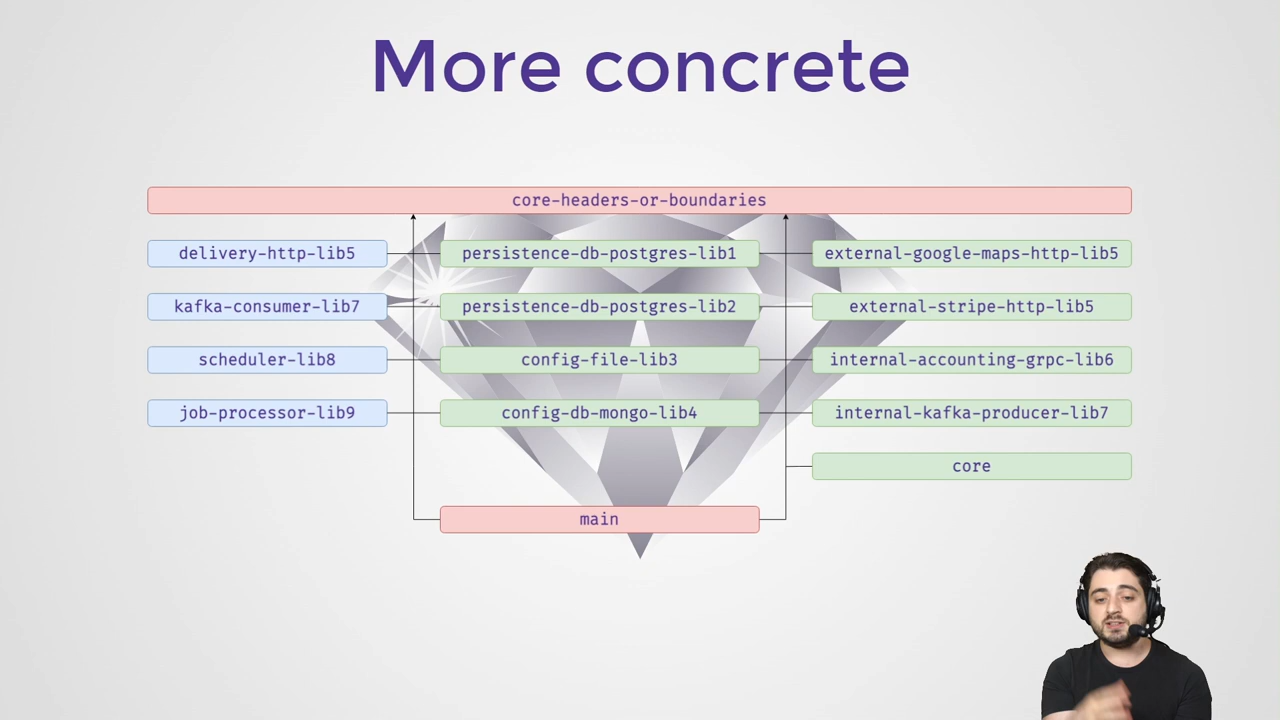 More concrete
core-headers-or-boundaries
delivery-http-lib5
persistence-db-postgres-lib1
external-google-maps-http-lib5
kafka-consumer-lib7
persistence-db-postgres-lib2
external-stripe-http-lib5
scheduler-lib8
config-file-lib3
internal-accounting-grpc-lib6
job-processor-lib9
config-db-mongo-lib4
internal-kafka-producer-lib7
core
main